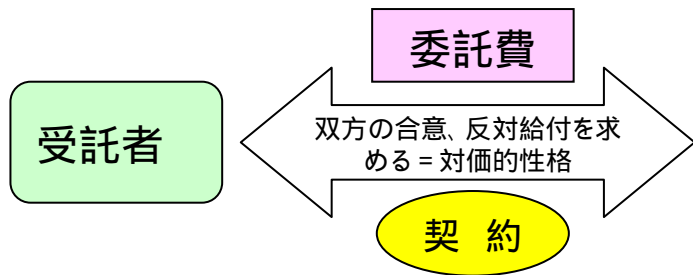 委託費
受託者
双方の合意、反対給付を求
める＝対価的性格
契 約